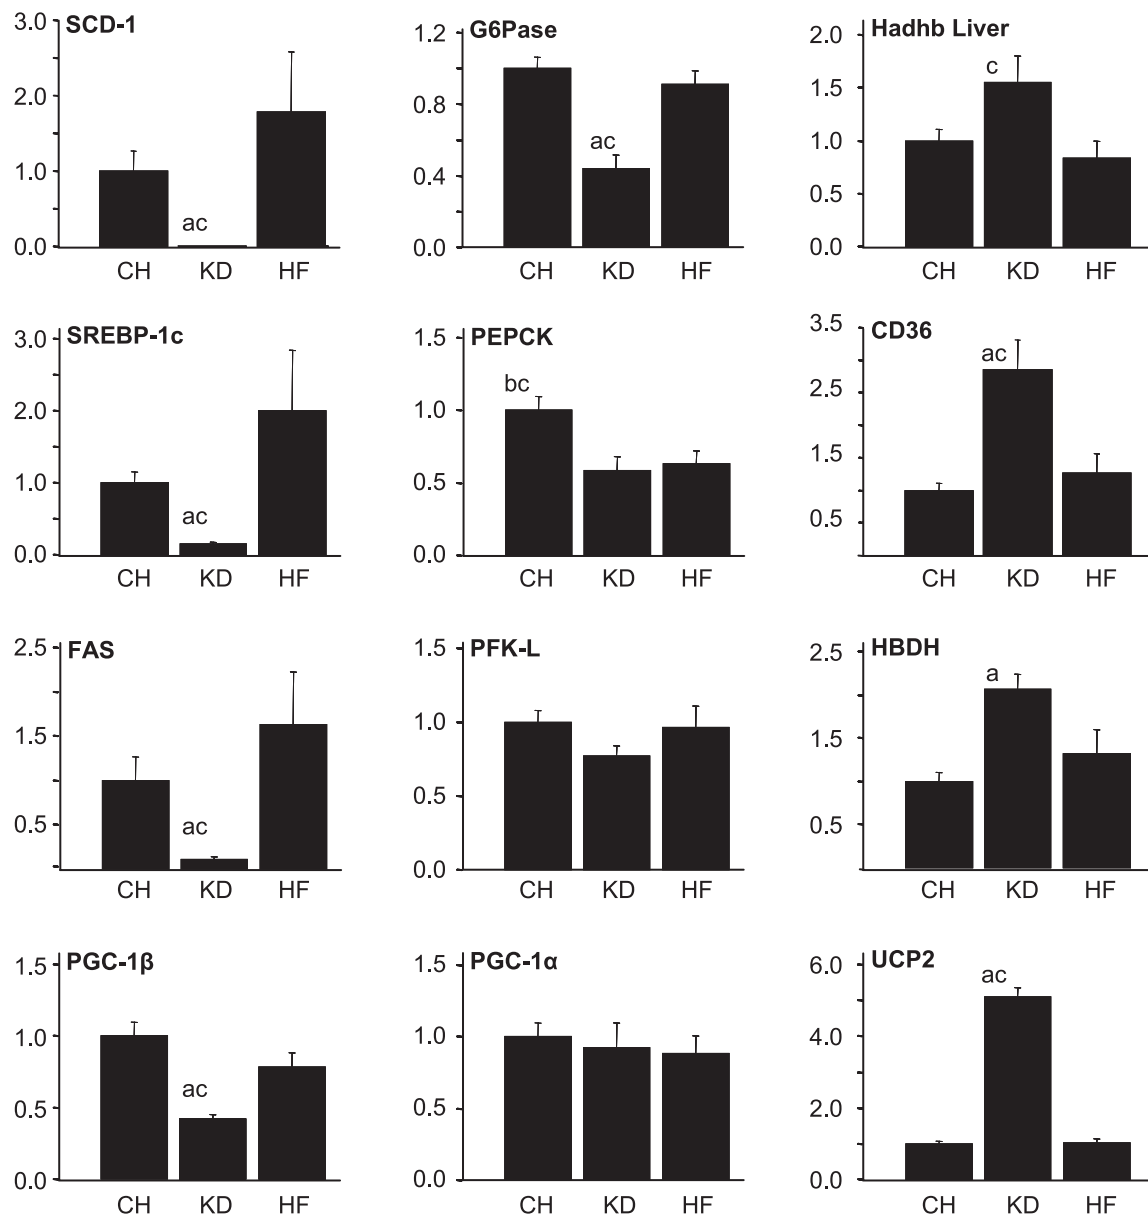 SCD-1
3.0
2.0
1.0
0.0
ac
CH KD HF
G6Pase
1.2
0.8
0.4
0.0
ac
CH KD HF
Hadhb Liver
2.0
1.5
1.0
0.5
0.0
c
CH KD HF
SREBP-1c
3.0
2.0
1.0
0.0
ac
CH KD HF
PEPCK
1.5
1.0
0.5
0.0
bc
CH KD HF
CD36
3.5
2.5
1.5
0.5
ac
CH KD HF
FAS
2.5
1.5
0.5
ac
CH KD HF
PFK-L
1.5
1.0
0.5
0.0
CH KD HF
HBDH
2.5
1.5
0.5
a
CH KD HF
PGC-1β
1.5
1.0
0.5
0.0
ac
CH KD HF
PGC-1α
1.5
1.0
0.5
0.0
CH KD HF
UCP2
6.0
4.0
2.0
0.0
ac
CH KD HF